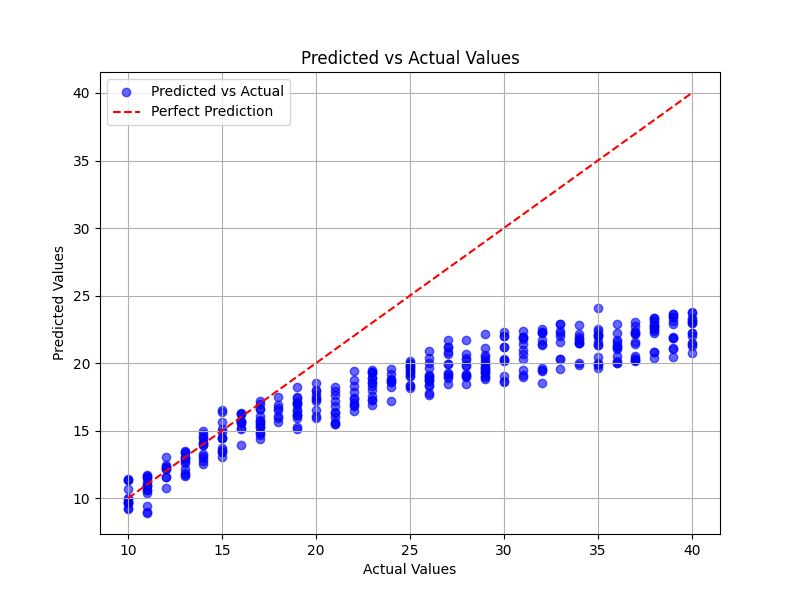 Predicted vs Actual Values
Predicted vs Actual
Perfect Prediction
Predicted Values
40
35
30
25
20
15
10
10 15 20 25 30 35 40
Actual Values